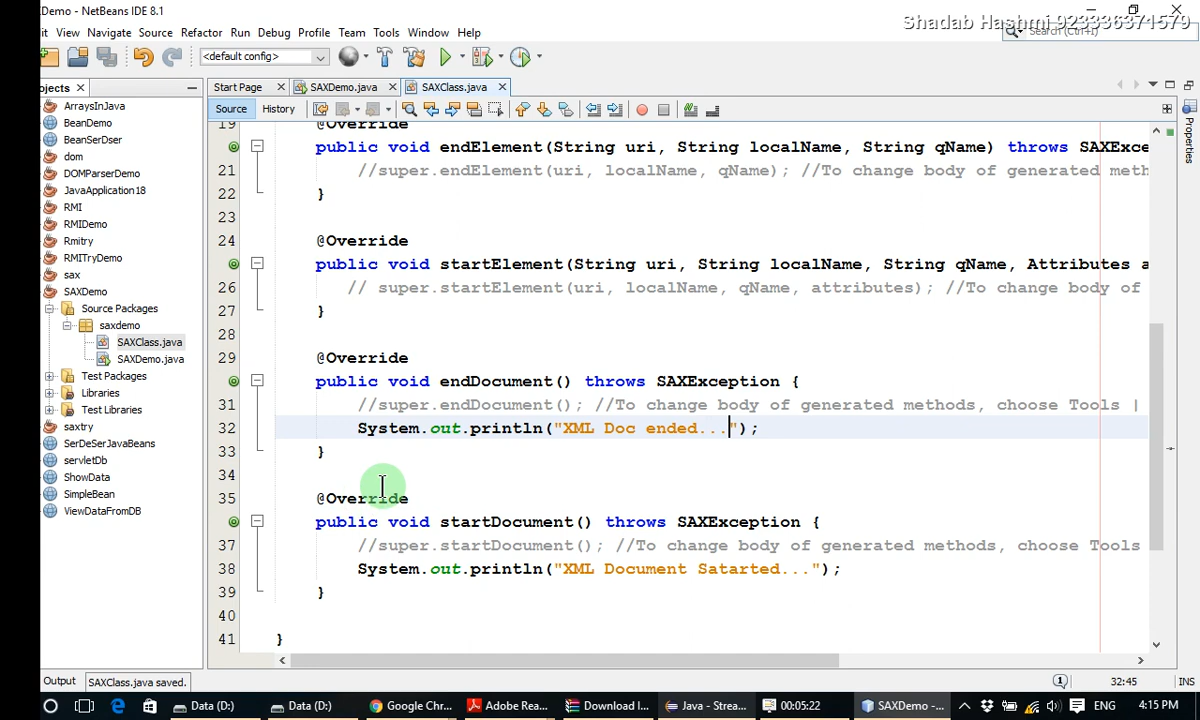 XDemo - NetBeans IDE 8.1
Shadab Hashmi 923336371579
it View Navigate Source Refactor Run Debug Profile Team Tools Window Help
Search (Ctrl+I)
<default config>
ojects
Start Page
SAXDemo.java
SAXClass.java
Source
History
ArraysInJava
BeanDemo
BeanSerDser
dom
DOMParserDemo
JavaApplication18
RMI
RMIDemo
Rmitry
RMITryDemo
sax
SAXDemo
Source Packages
saxdemo
SAXClass.java
SAXDemo.java
Test Packages
Libraries
Test Libraries
saxtry
SerDeSerJavaBeans
servletDb
ShowData
SimpleBean
ViewDataFromDB
Properties
19 @Override
public void endElement(String uri, String localName, String qName) throws SAXExce
21 //super.endElement(uri, localName, qName); //To change body of generated meth
22 }
23
24 @Override
public void startElement(String uri, String localName, String qName, Attributes a
26 // super.startElement(uri, localName, qName, attributes); //To change body of
27 }
28
29 @Override
public void endDocument() throws SAXException {
31 //super.endDocument(); //To change body of generated methods, choose Tools |
32 System.out.println("XML Doc ended...");
33 }
34
35 @Override
public void startDocument() throws SAXException {
37 //super.startDocument(); //To change body of generated methods, choose Tools
38 System.out.println("XML Document Satarted...");
39 }
40
41 }
Output
SAXClass.java saved.
1
32:45
INS
Data (D:)
Data (D:)
Google Chr...
Adobe Rea...
Download I...
Java - Strea...
00:05:22
SAXDemo -...
ENG
4:15 PM